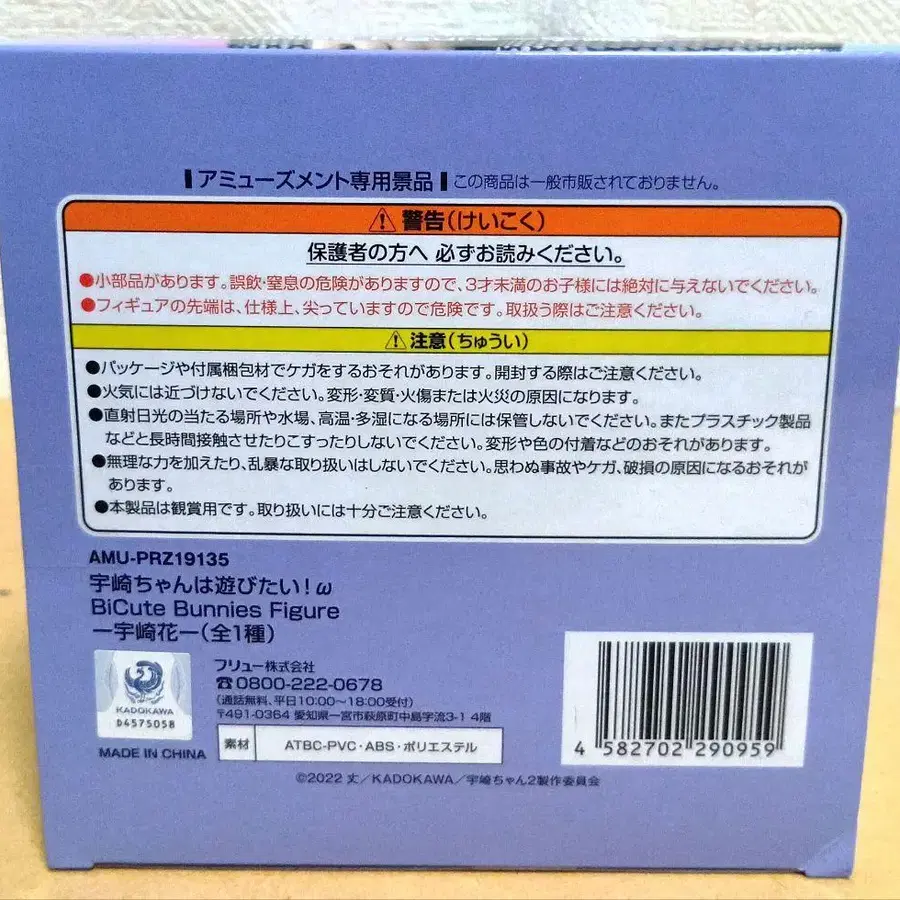 アミューズメント専用景品 この商品は一般市販されておりません。
⚠警告(けいこく)
保護者の方へ 必ずお読みください。
●小部品があります。誤飲・窒息の危険がありますので、3才未満のお子様には絶対に与えないでください。
●フィギュアの先端は、仕様上、尖っていますので危険です。取扱う際はご注意ください。
⚠注意(ちゅうい)
●パッケージや付属梱包材でケガをするおそれがあります。開封する際はご注意ください。
●火気には近づけないでください。変形・変質・火傷または火災の原因になります。
●直射日光の当たる場所や水場、高温・多湿になる場所には保管しないでください。またプラスチック製品
などと長時間接触させたりこすったりしないでください。変形や色の付着などのおそれがあります。
●無理な力を加えたり、乱暴な取り扱いはしないでください。思わぬ事故やケガ、破損の原因になるおそれが
あります。
●本製品は観賞用です。取り扱いには十分ご注意ください。
AMU-PRZ19135
宇崎ちゃんは遊びたい!ω
BiCute Bunnies Figure
ー宇崎花ー(全1種)
KADOKAWA
D4575058
MADE IN CHINA
フリュー株式会社
☎0800-222-0678
(通話無料、平日10:00~18:00受付)
〒491-0364 愛知県一宮市萩原町中島字流3-1 4階
素材 ATBC-PVC・ABS・ポリエステル
4 582702 290959
©2022 丈/KADOKAWA/宇崎ちゃん2製作委員会